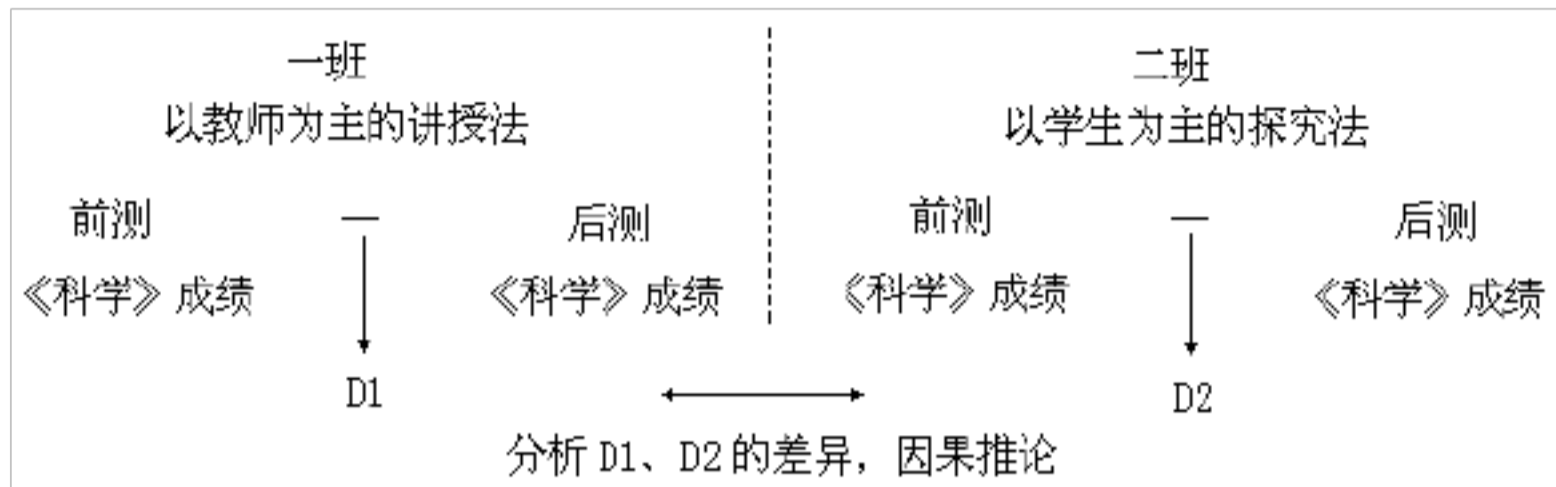 一班
二班
以教师为主的讲授法
以学生为主的探究法
前测 — 后测
前测 — 后测
《科学》成绩 《科学》成绩
《科学》成绩 《科学》成绩
D1
D2
分析 D1、D2 的差异，因果推论